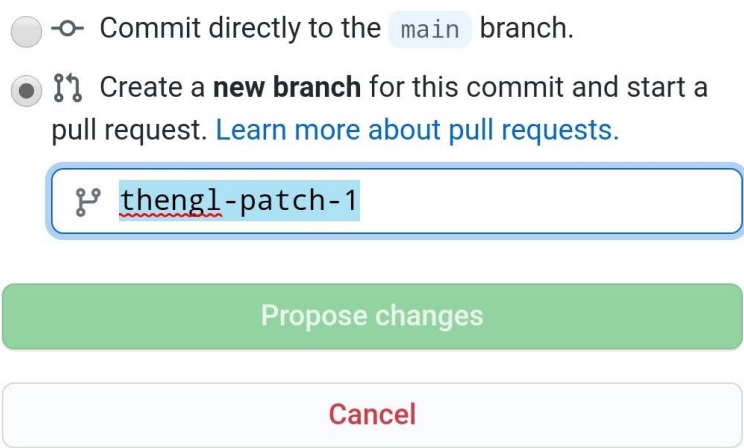 Commit directly to the main branch.
Create a new branch for this commit and start a
pull request. Learn more about pull requests.
thengl-patch-1
Propose changes
Cancel